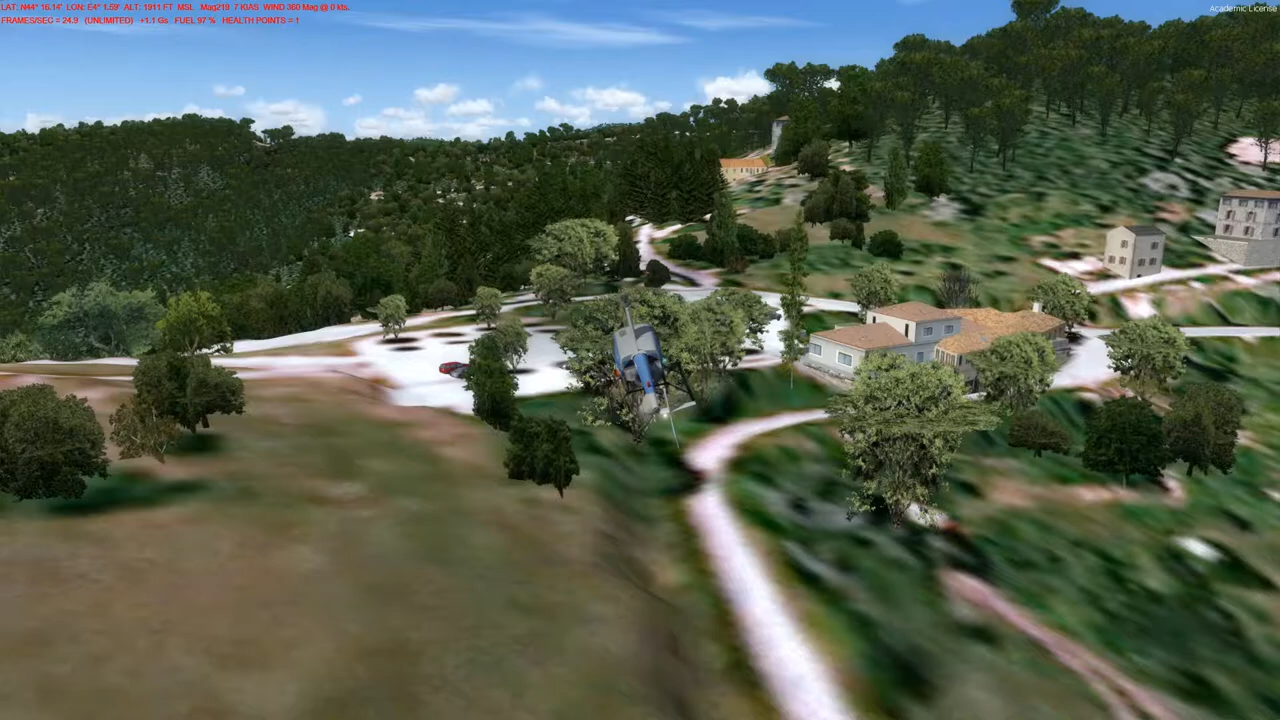 LAT: N44° 16.14' LON: E4° 1.59' ALT: 1911 FT MSL Mag218 7 IGAS WIND 360 Mag @ 0 kts.
Academic License
FRAMES/SEC = 24.9 (UNLIMITED) +1.1 Gs FUEL 97 % HEALTH POINTS = 1